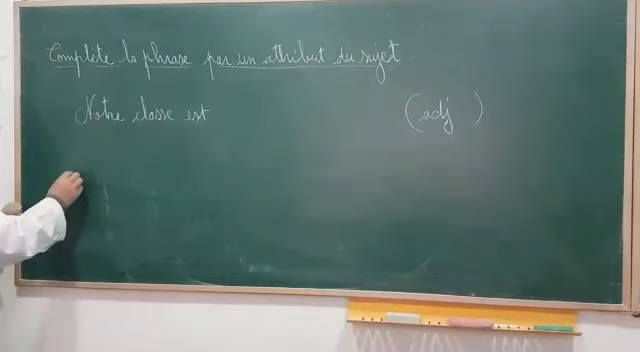 Complète la phrase par un attribut du sujet.
Notre classe est (adj)